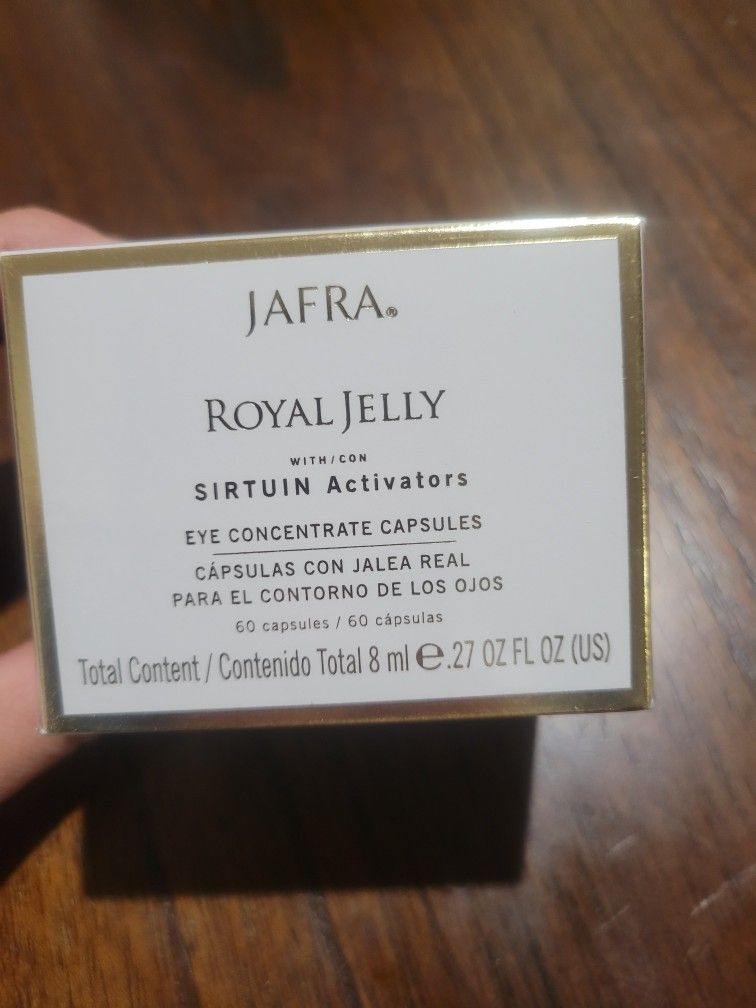 JAFRA®
ROYAL JELLY
WITH/CON
SIRTUIN Activators
EYE CONCENTRATE CAPSULES
CÁPSULAS CON JALEA REAL
PARA EL CONTORNO DE LOS OJOS
60 capsules / 60 cápsulas
Total Content / Contenido Total 8 ml ℮.27 OZ FL OZ (US)